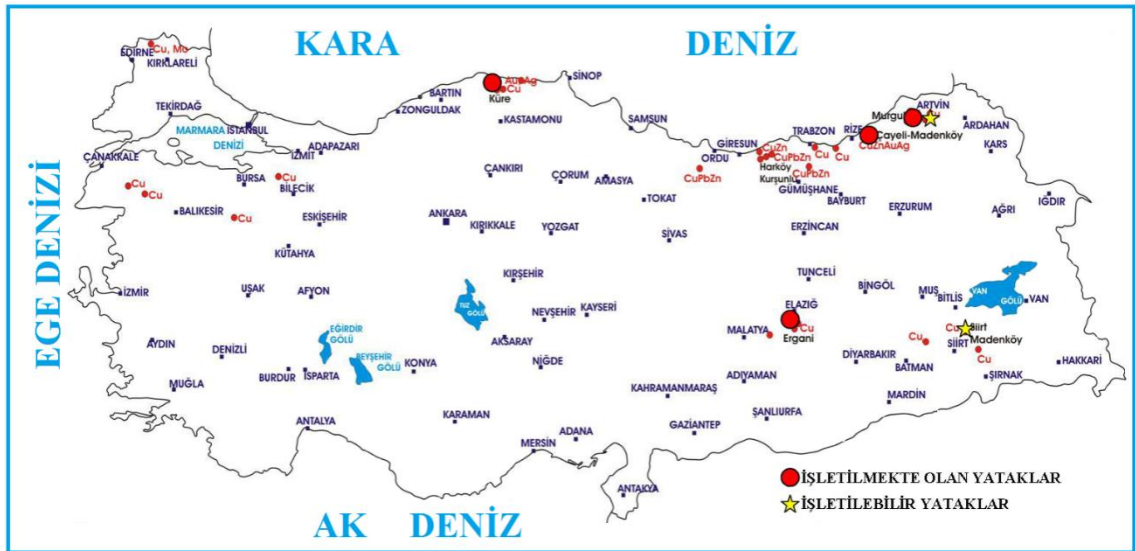 KARA DENİZ
Cu, Mo
EDİRNE
KIRKLARELİ
TEKİRDAĞ
MARMARA
DENİZİ
İSTANBUL
İZMİT
ADAPAZARI
ZONGULDAK
BARTIN
AuAg
Cu
Küre
KASTAMONU
SİNOP
SAMSUN
ORDU
GİRESUN
CuZn
CuPbZn
Harköy
Kurşunlu
CuPbZn
TRABZON
Cu
Cu
CuPbZn
GÜMÜŞHANE
BAYBURT
RİZE
Çayeli-Madenköy
CuZnAuAg
Murgul
ARTVİN
ARDAHAN
KARS
IĞDIR
AĞRI
ERZURUM
ERZİNCAN
ÇANAKKALE
Cu
Cu
BALIKESİR
BURSA
Cu
BİLECİK
Cu
ESKİŞEHİR
KÜTAHYA
ÇANKIRI
ÇORUM
AMASYA
TOKAT
ANKARA
KIRIKKALE
YOZGAT
SİVAS
EGE DENİZİ
İZMİR
UŞAK
AFYON
KIRŞEHİR
TUZ
GÖLÜ
NEVŞEHİR
KAYSERİ
AKSARAY
NİĞDE
TUNCELİ
BİNGÖL
MUŞ
BİTLİS
VAN
GÖLÜ
VAN
ELAZIĞ
Cu
Ergani
MALATYA
DİYARBAKIR
BATMAN
Cu
Cu
Siirt
Madenköy
SİİRT
Cu
ŞIRNAK
HAKKARİ
AYDIN
DENİZLİ
MUĞLA
BURDUR
ISPARTA
EĞİRDİR
GÖLÜ
BEYŞEHİR
GÖLÜ
KONYA
KARAMAN
ANTALYA
MERSİN
ADANA
KAHRAMANMARAŞ
ADIYAMAN
GAZİANTEP
ŞANLIURFA
MARDİN
ANTAKYA
AK DENİZ
İŞLETİLMEKTE OLAN YATAKLAR
İŞLETİLEBİLİR YATAKLAR